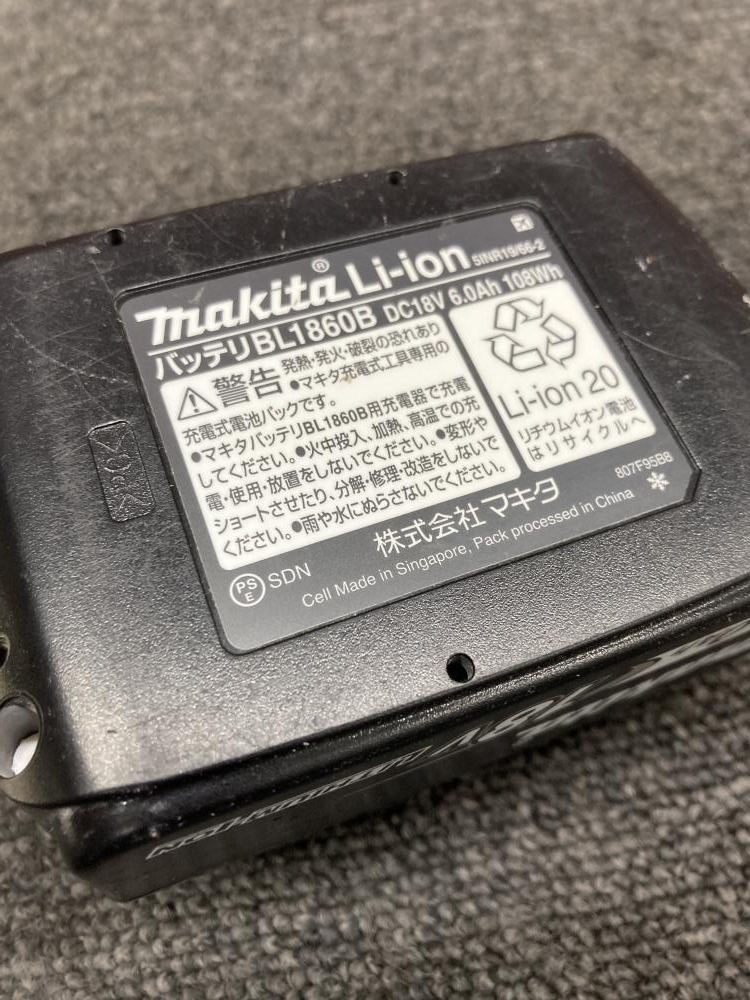 makita® Li-ion 5INR19/66-2
バッテリBL1860B DC18V 6.0Ah 108Wh
警告 発熱・発火・破裂の恐れあり
●マキタ充電式工具専用の
充電式電池パックです。
●マキタバッテリBL1860B用充電器で充電
してください。●火中投入、加熱、高温での充
電・使用・放置をしないでください。●変形や
ショートさせたり、分解・修理・改造をしないで
ください。●雨や水にぬらさないでください。
Li-ion 20
リチウムイオン電池
はリサイクルへ
807F95B8
株式会社 マキタ
PSE SDN
Cell Made in Singapore, Pack processed in China
>PC<